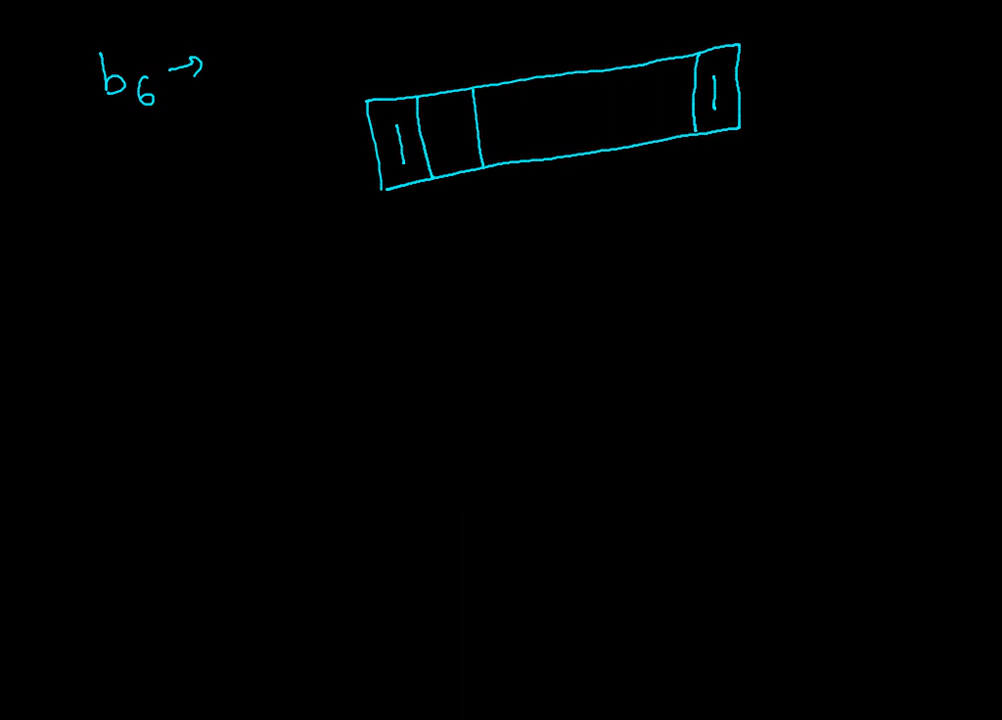 b₆ →
1 1